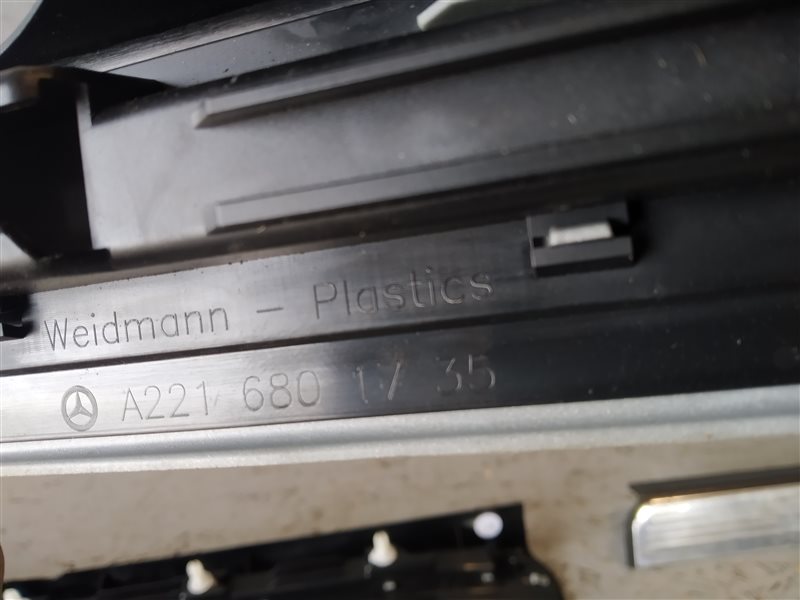 Weidmann - Plastics
A221 680 17 35